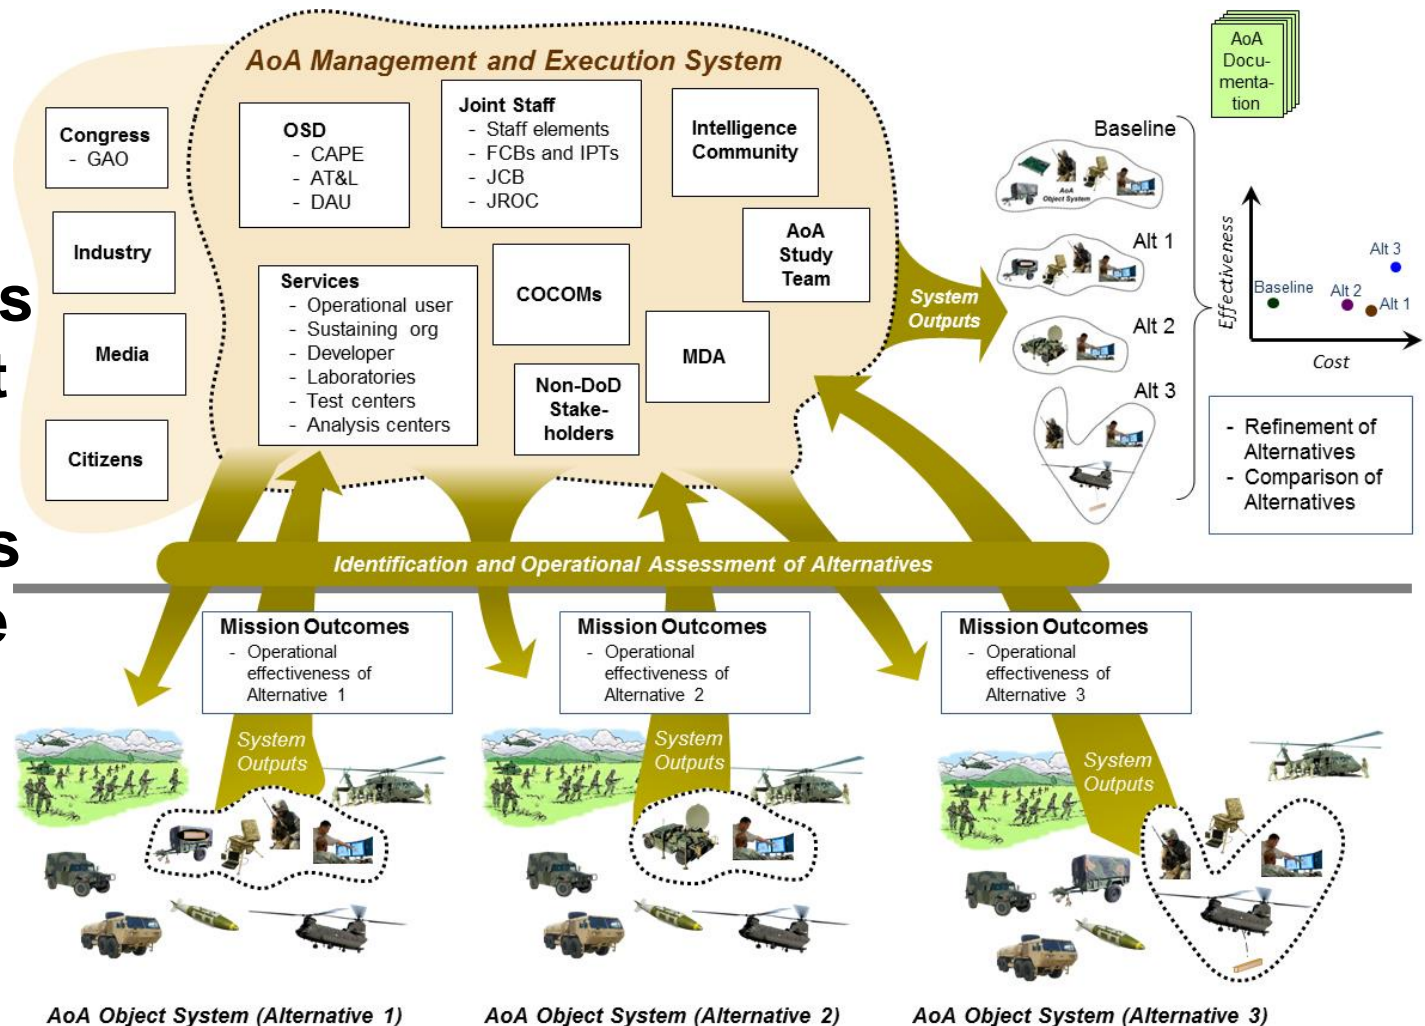 AoA Management and Execution System
Congress
- GAO
Industry
Media
Citizens
OSD
- CAPE
- AT&L
- DAU
Joint Staff
- Staff elements
- FCBs and IPTs
- JCB
- JROC
Intelligence
Community
AoA
Study
Team
Services
- Operational user
- Sustaining org
- Developer
- Laboratories
- Test centers
- Analysis centers
COCOMs
MDA
Non-DoD
Stake-
holders
System
Outputs
AoA
Docu-
menta-
tion
Baseline
AoA
Object System
Alt 1
Alt 2
Alt 3
Effectiveness
Baseline
Alt 2
Alt 1
Alt 3
Cost
- Refinement of
Alternatives
- Comparison of
Alternatives
s
t
s
e
Identification and Operational Assessment of Alternatives
Mission Outcomes
- Operational
effectiveness of
Alternative 1
Mission Outcomes
- Operational
effectiveness of
Alternative 2
Mission Outcomes
- Operational
effectiveness of
Alternative 3
System
Outputs
System
Outputs
System
Outputs
AoA Object System (Alternative 1)
AoA Object System (Alternative 2)
AoA Object System (Alternative 3)